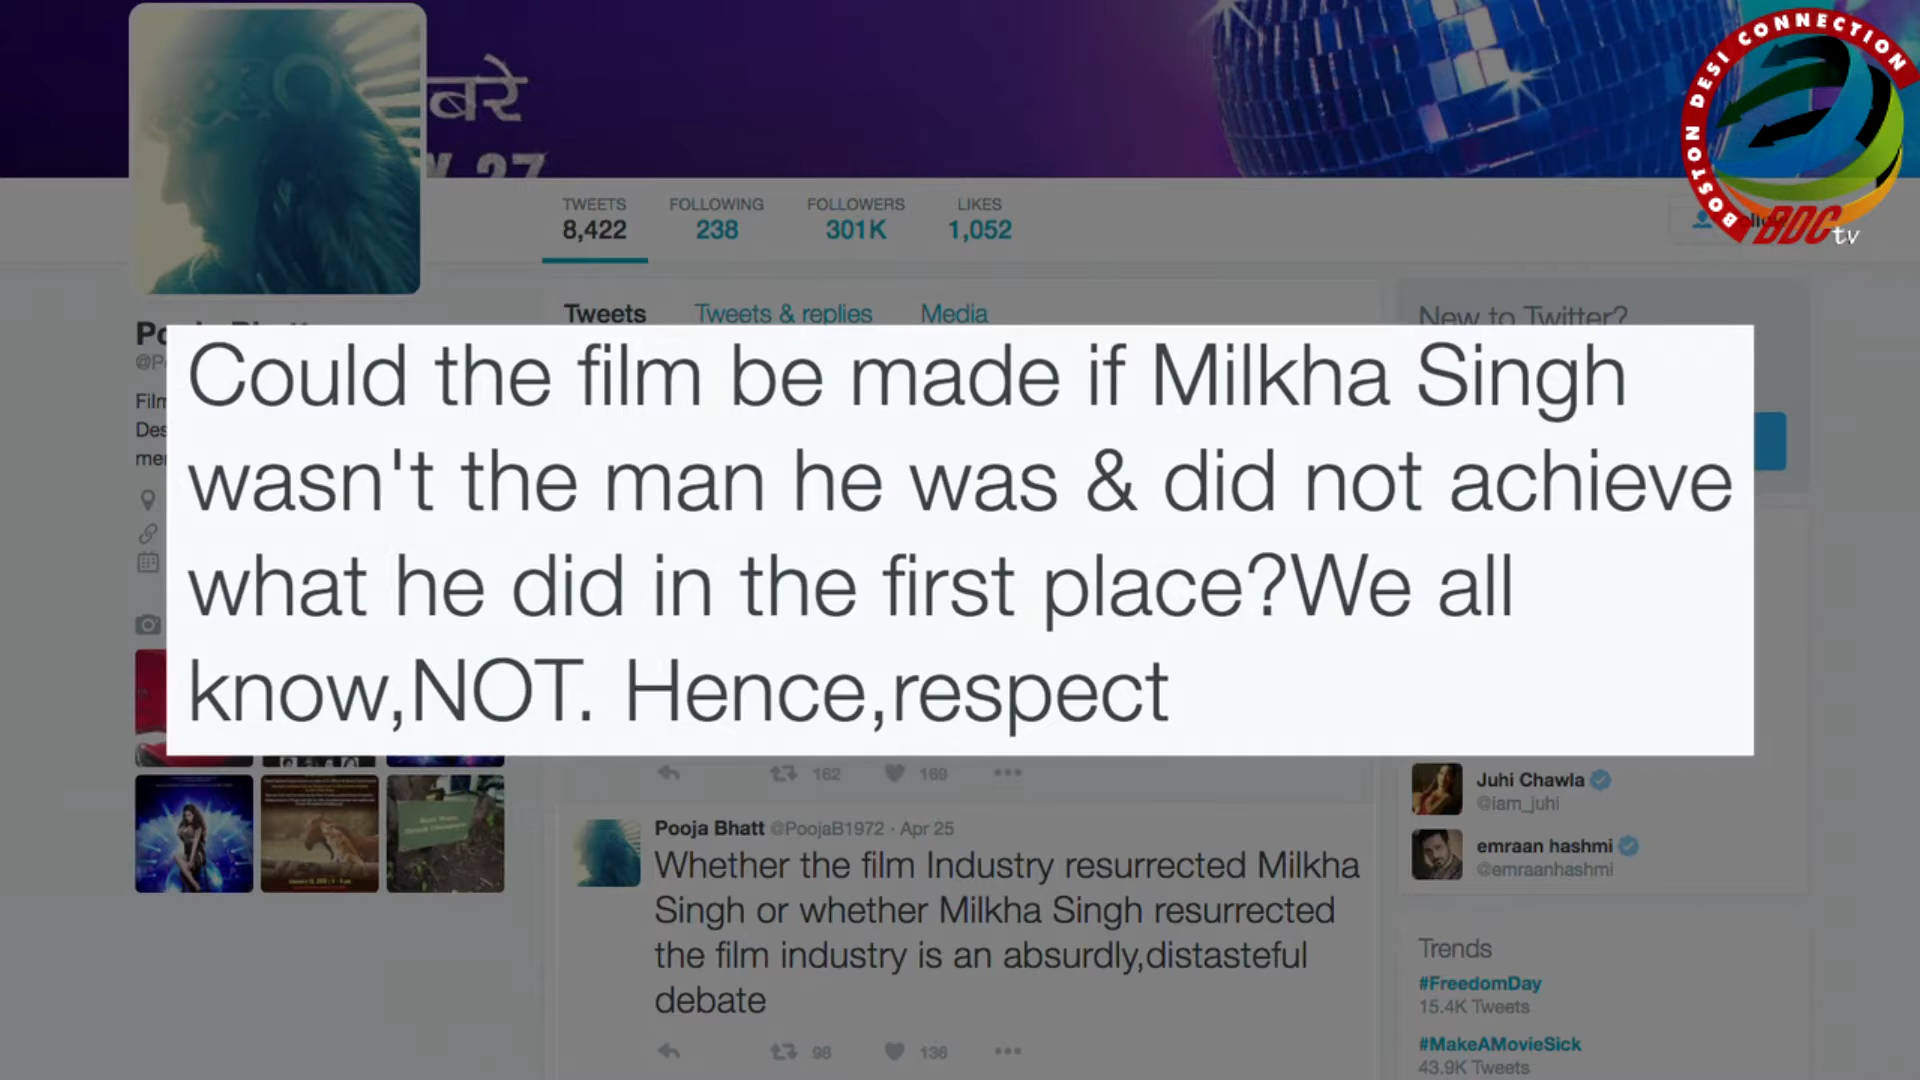 बरे
27
BOSTON DESI CONNECTION
BDC tv
TWEETS
8,422
FOLLOWING
238
FOLLOWERS
301K
LIKES
1,052
Tweets
Tweets & replies
Media
New to Twitter?
Could the film be made if Milkha Singh
wasn't the man he was & did not achieve
what he did in the first place?We all
know,NOT. Hence,respect
162
169
Pooja Bhatt @PoojaB1972 · Apr 25
Whether the film Industry resurrected Milkha
Singh or whether Milkha Singh resurrected
the film industry is an absurdly,distasteful
debate
98
136
Juhi Chawla
@iam_juhi
emraan hashmi
@emraanhashmi
Trends
#FreedomDay
15.4K Tweets
#MakeAMovieSick
43.9K Tweets